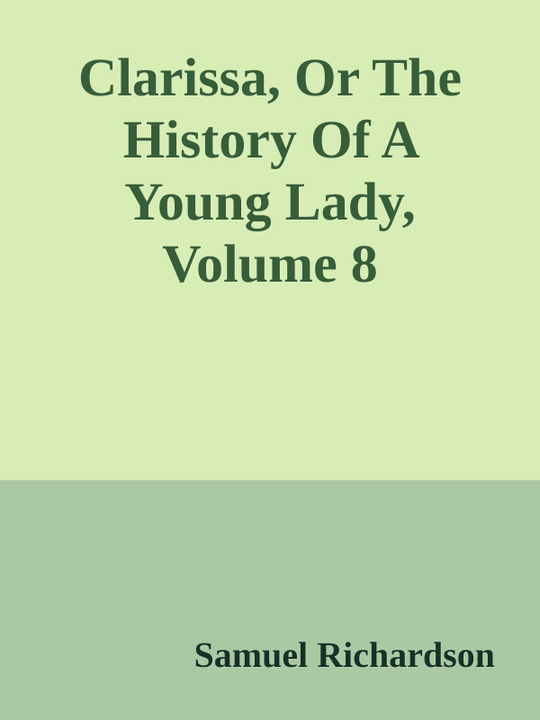 Clarissa, Or The
History Of A
Young Lady,
Volume 8
Samuel Richardson